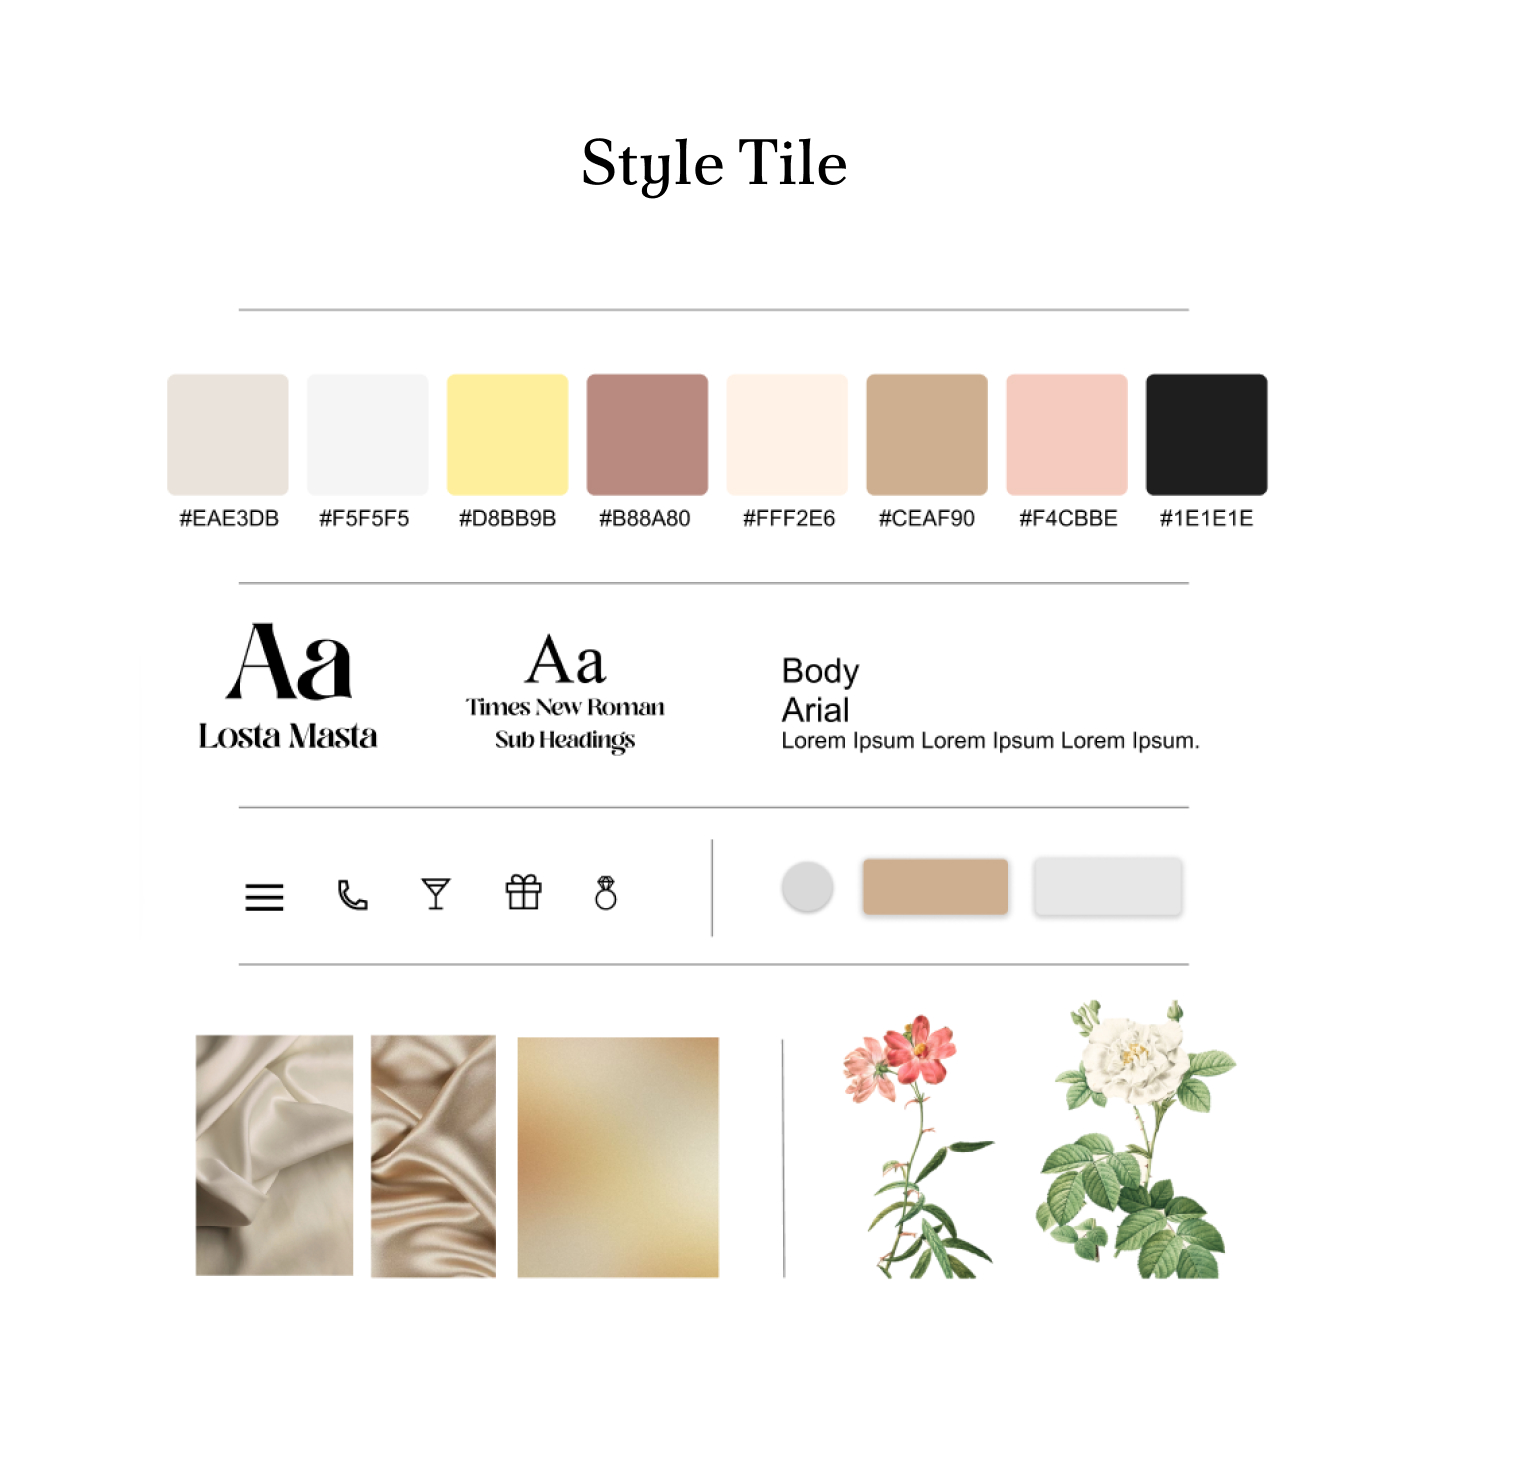 Style Tile
#EAE3DB #F5F5F5 #D8BB9B #B88A80 #FFF2E6 #CEAF90 #F4CBBE #1E1E1E
Aa
Losta Masta
Aa
Times New Roman
Sub Headings
Body
Arial
Lorem Ipsum Lorem Ipsum Lorem Ipsum.